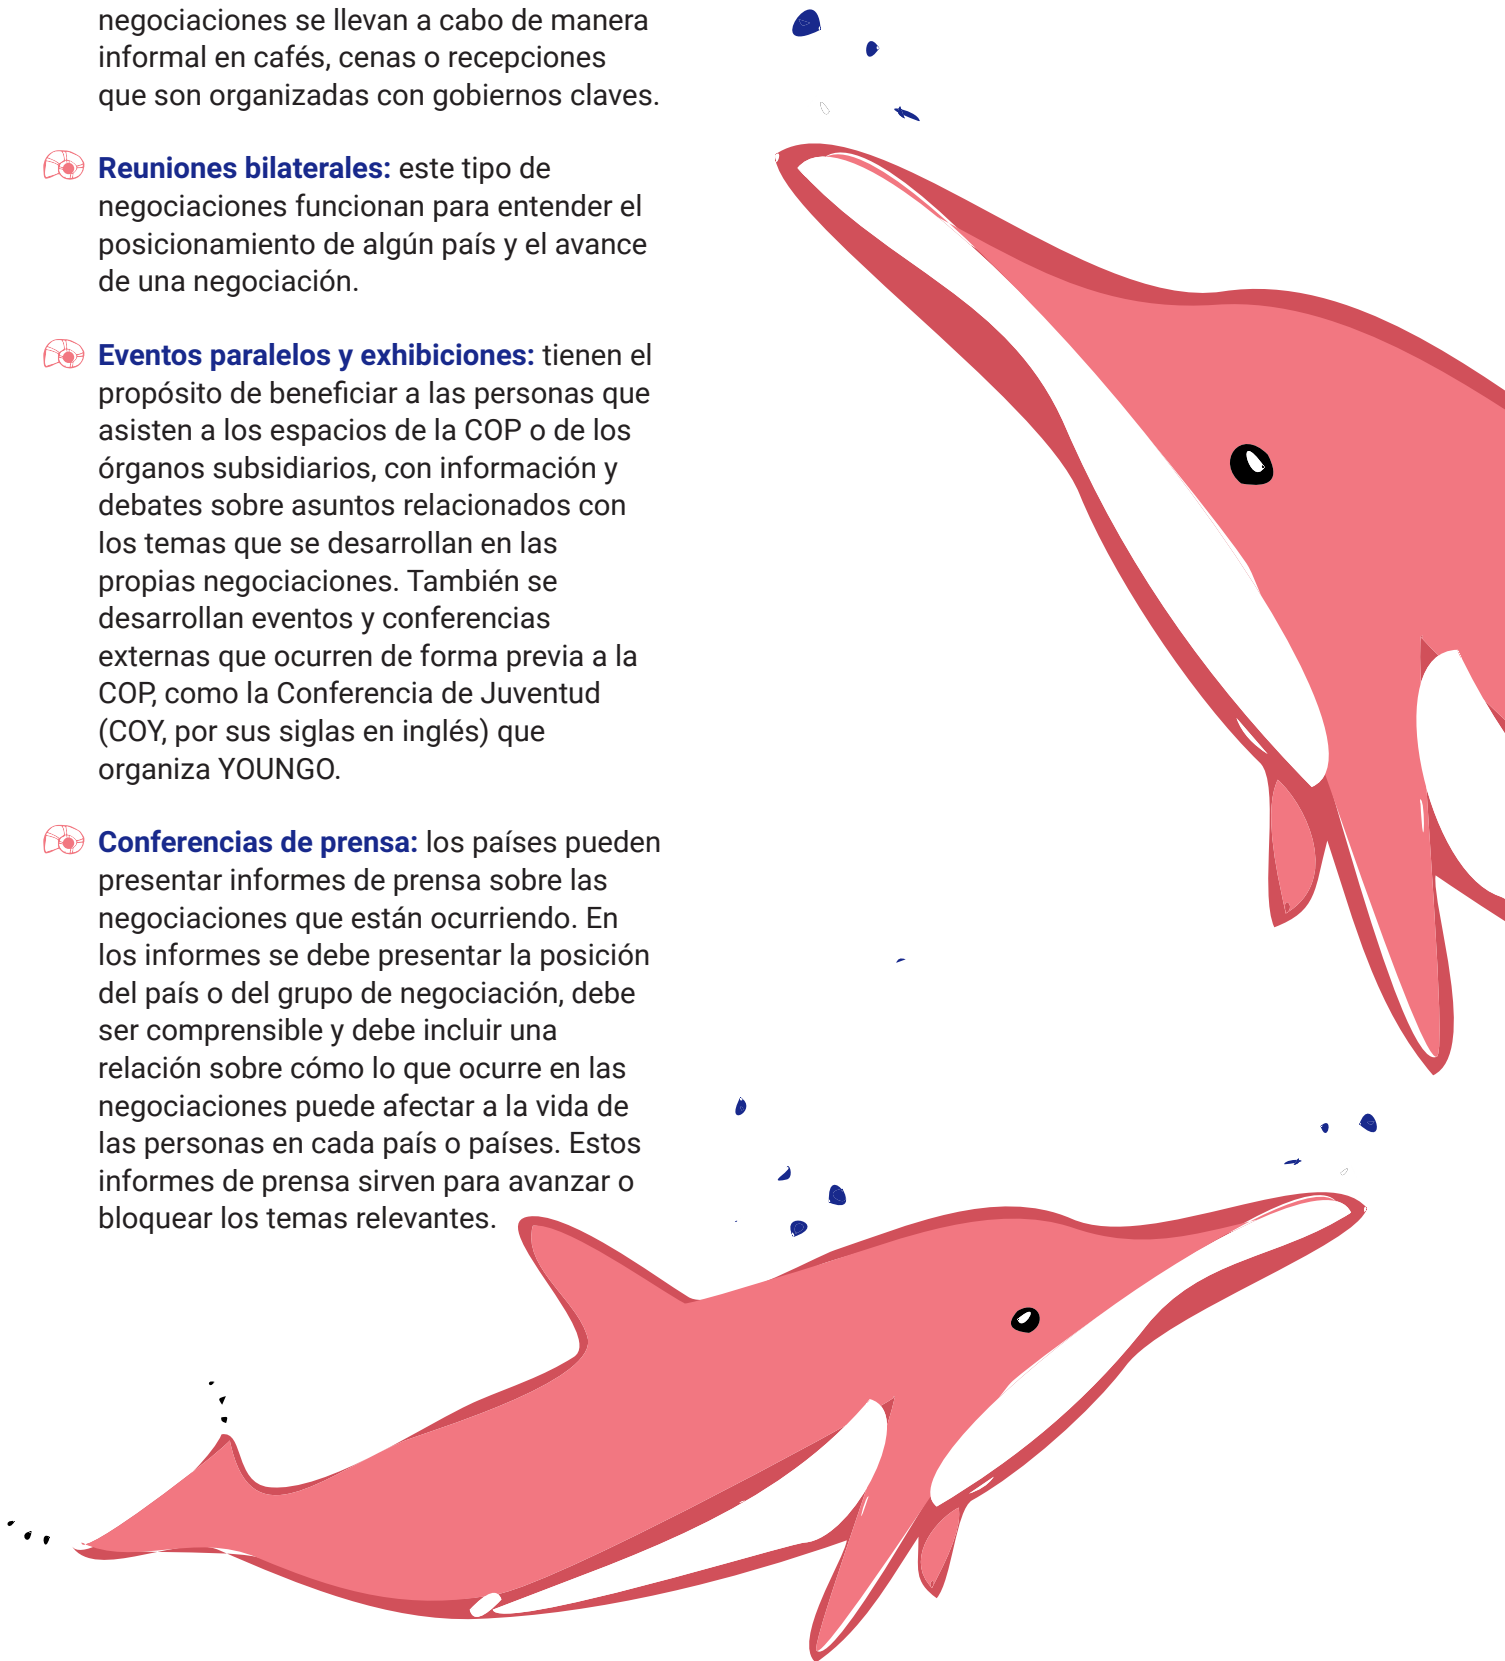 negociaciones se llevan a cabo de manera
informal en cafés, cenas o recepciones
que son organizadas con gobiernos claves.
Reuniones bilaterales: este tipo de
negociaciones funcionan para entender el
posicionamiento de algún país y el avance
de una negociación.
Eventos paralelos y exhibiciones: tienen el
propósito de beneficiar a las personas que
asisten a los espacios de la COP o de los
órganos subsidiarios, con información y
debates sobre asuntos relacionados con
los temas que se desarrollan en las
propias negociaciones. También se
desarrollan eventos y conferencias
externas que ocurren de forma previa a la
COP, como la Conferencia de Juventud
(COY, por sus siglas en inglés) que
organiza YOUNGO.
Conferencias de prensa: los países pueden
presentar informes de prensa sobre las
negociaciones que están ocurriendo. En
los informes se debe presentar la posición
del país o del grupo de negociación, debe
ser comprensible y debe incluir una
relación sobre cómo lo que ocurre en las
negociaciones puede afectar a la vida de
las personas en cada país o países. Estos
informes de prensa sirven para avanzar o
bloquear los temas relevantes.